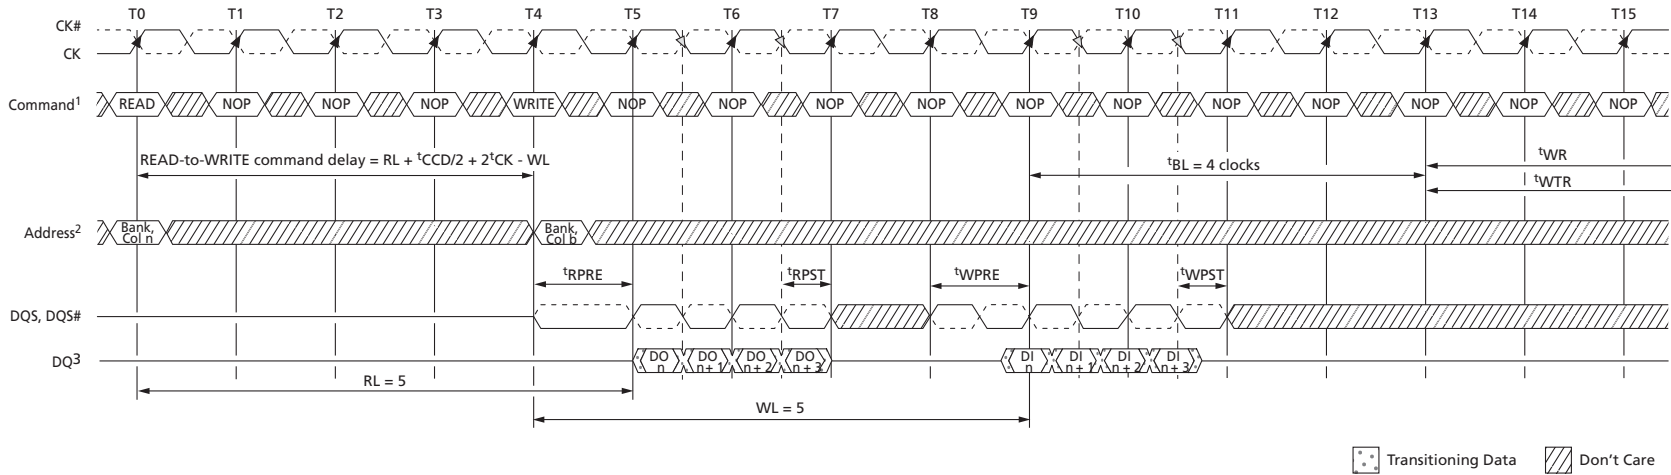 T0 T1 T2 T3 T4 T5 T6 T7 T8 T9 T10 T11 T12 T13 T14 T15
CK#
CK
Command1 READ NOP NOP NOP WRITE NOP NOP NOP NOP NOP NOP NOP NOP NOP NOP NOP
READ-to-WRITE command delay = RL + tCCD/2 + 2tCK - WL
tBL = 4 clocks
tWR
tWTR
Address2
Bank,
Col n
Bank,
Col b
tRPRE tRPST tWPRE tWPST
DQS, DQS#
DQ3
DO
n
DO
n + 1
DO
n + 2
DO
n + 3
DI
n
DI
n + 1
DI
n + 2
DI
n + 3
RL = 5
WL = 5
Transitioning Data
Don't Care